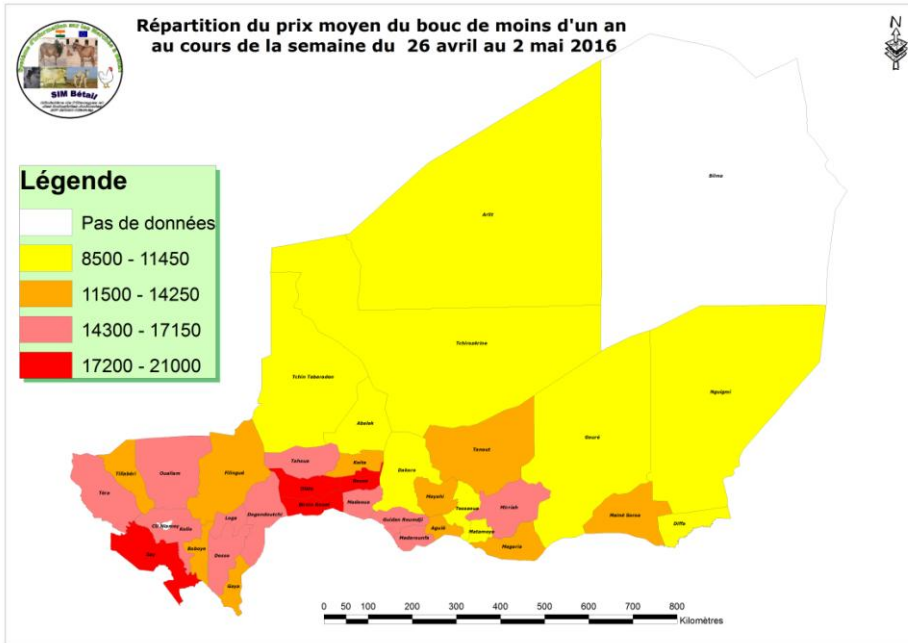 Répartition du prix moyen du bouc de moins d'un an
au cours de la semaine du 26 avril au 2 mai 2016
N
SIM Bétail
Légende
Pas de données
8500 - 11450
11500 - 14250
14300 - 17150
17200 - 21000
Bilma
Arlit
Tchirozérine
Nguigmi
Tchin Tabaraden
Abalak
Gouré
Tanout
Dakoro
Filingué
Tahoua
Keita
Ouallam
Tillabéri
Téra
Mayahi
Tessaoua
Mirriah
Maïné Soroa
Diffa
Madaoua
Guidan Roumdji
Madarounfa
Aguié
Matameye
Magaria
Loga
Dogondoutchi
Kollo
Boboye
Dosso
Say
Gaya
0 50 100 200 300 400 500 600 700 800
Kilomètres